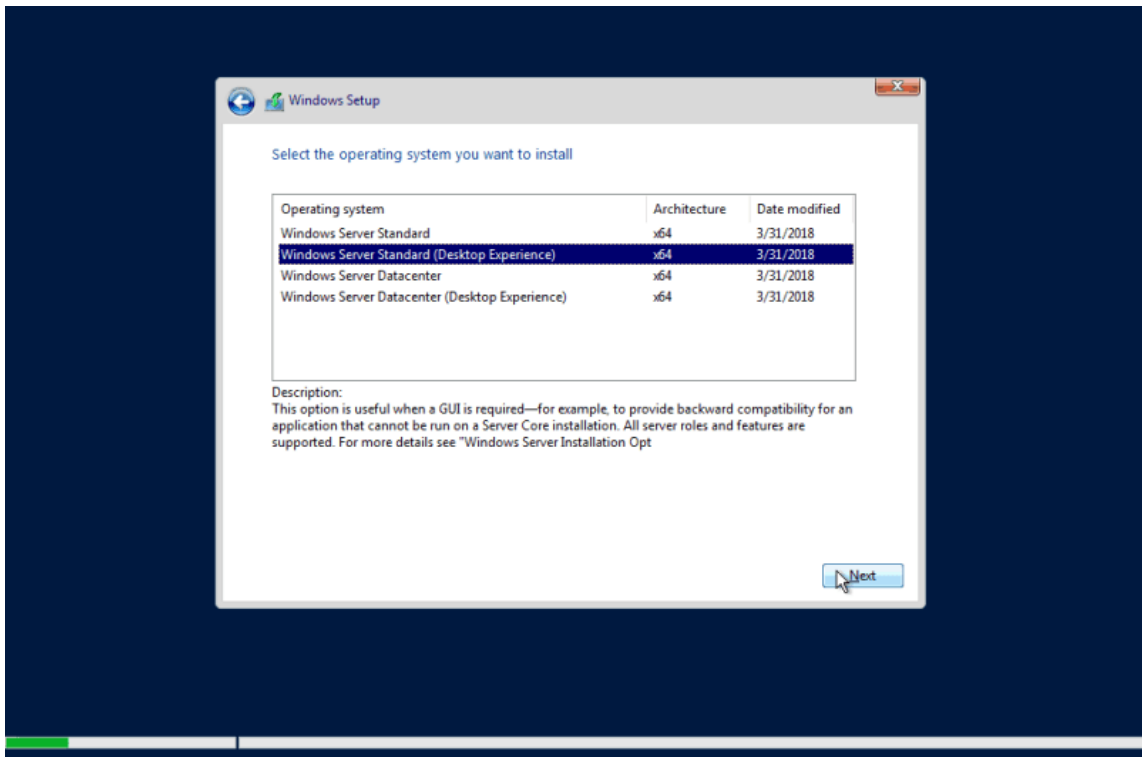 Windows Setup
Select the operating system you want to install
Operating system Architecture Date modified
Windows Server Standard x64 3/31/2018
Windows Server Standard (Desktop Experience) x64 3/31/2018
Windows Server Datacenter x64 3/31/2018
Windows Server Datacenter (Desktop Experience) x64 3/31/2018
Description:
This option is useful when a GUI is required—for example, to provide backward compatibility for an
application that cannot be run on a Server Core installation. All server roles and features are
supported. For more details see "Windows Server Installation Opt
Next